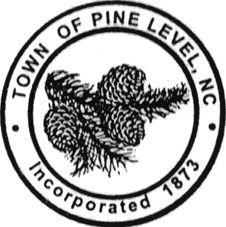 TOWN OF PINE LEVEL, NC
Incorporated 1873